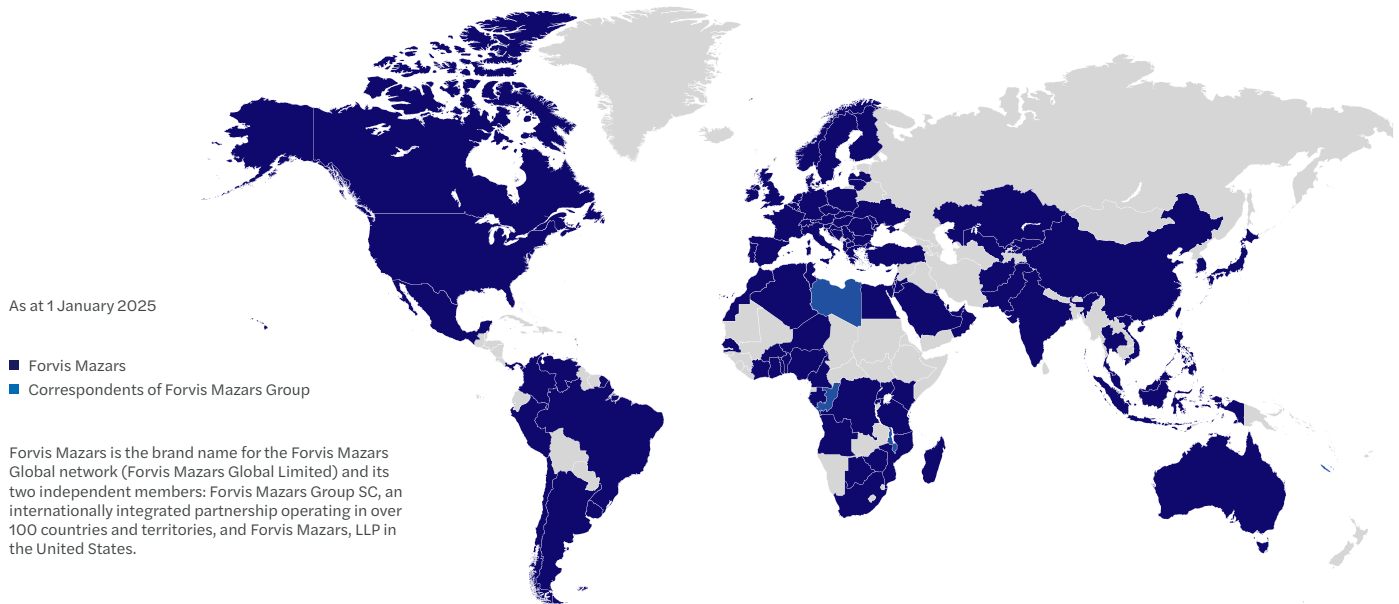 As at 1 January 2025
Forvis Mazars
Correspondents of Forvis Mazars Group
Forvis Mazars is the brand name for the Forvis Mazars
Global network (Forvis Mazars Global Limited) and its
two independent members: Forvis Mazars Group SC, an
internationally integrated partnership operating in over
100 countries and territories, and Forvis Mazars, LLP in
the United States.